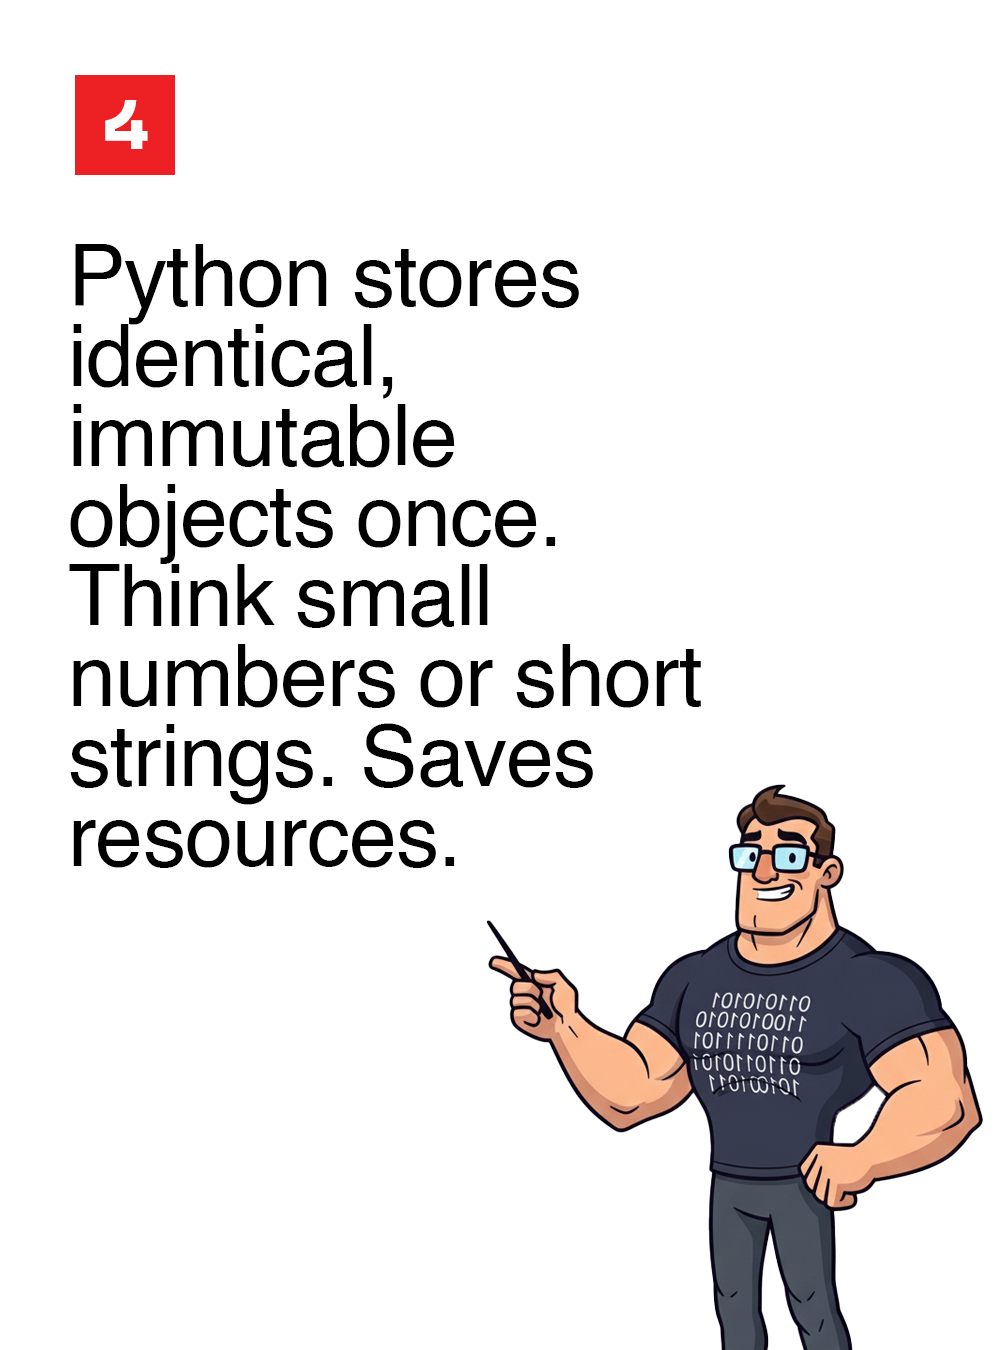 4
Python stores
identical,
immutable
objects once.
Think small
numbers or short
strings. Saves
resources.